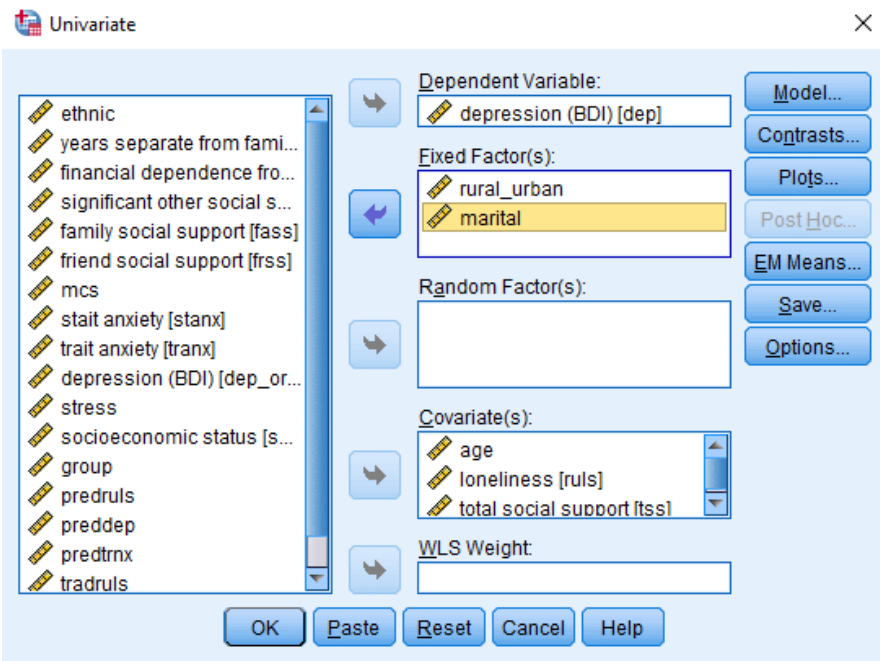 Univariate
ethnic
years separate from fami...
financial dependence fro...
significant other social s...
family social support [fass]
friend social support [frss]
mcs
stait anxiety [stanx]
trait anxiety [tranx]
depression (BDI) [dep_or...
stress
socioeconomic status [s...
group
predruls
preddep
predtrnx
tradruls
Dependent Variable:
depression (BDI) [dep]
Fixed Factor(s):
rural_urban
marital
Random Factor(s):
Covariate(s):
age
loneliness [ruls]
total social support [tss]
WLS Weight:
Model...
Contrasts...
Plots...
Post Hoc...
EM Means...
Save...
Options...
OK Paste Reset Cancel Help